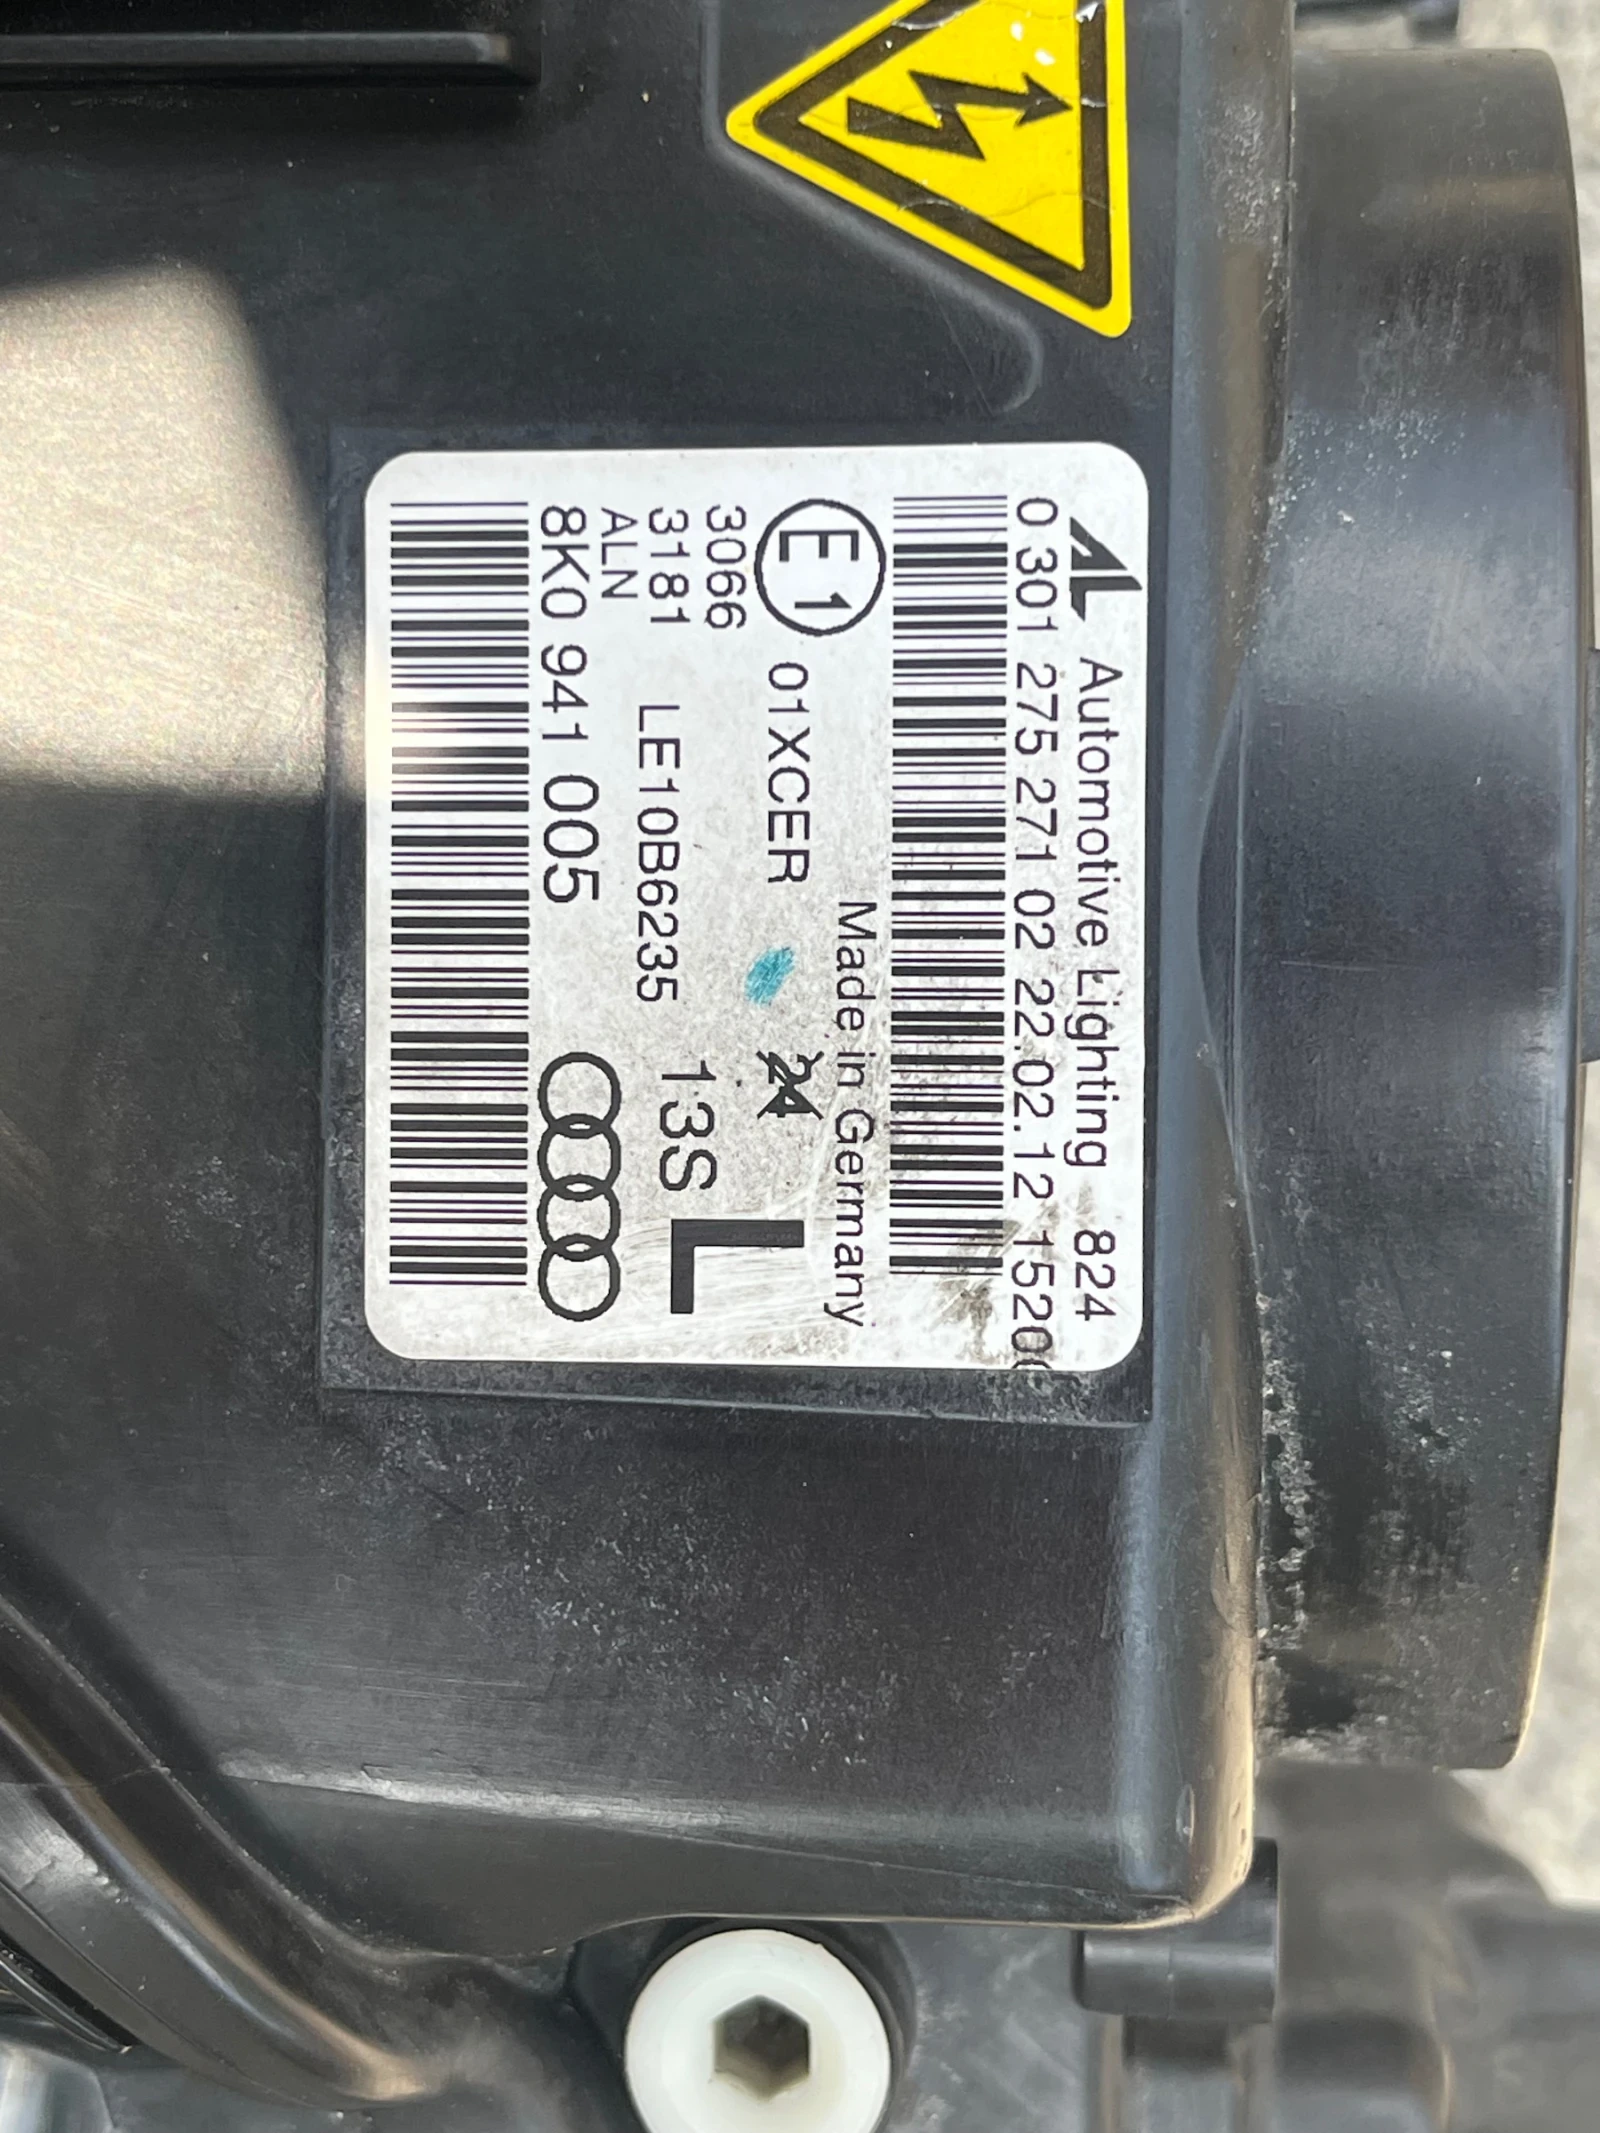 AL Automotive Lighting 824
0 301 275 271 02 22.02.12 1520
Made in Germany
E1 01XCER 24
3066
3181 LE10B6235 13S L
ALN
8K0 941 005